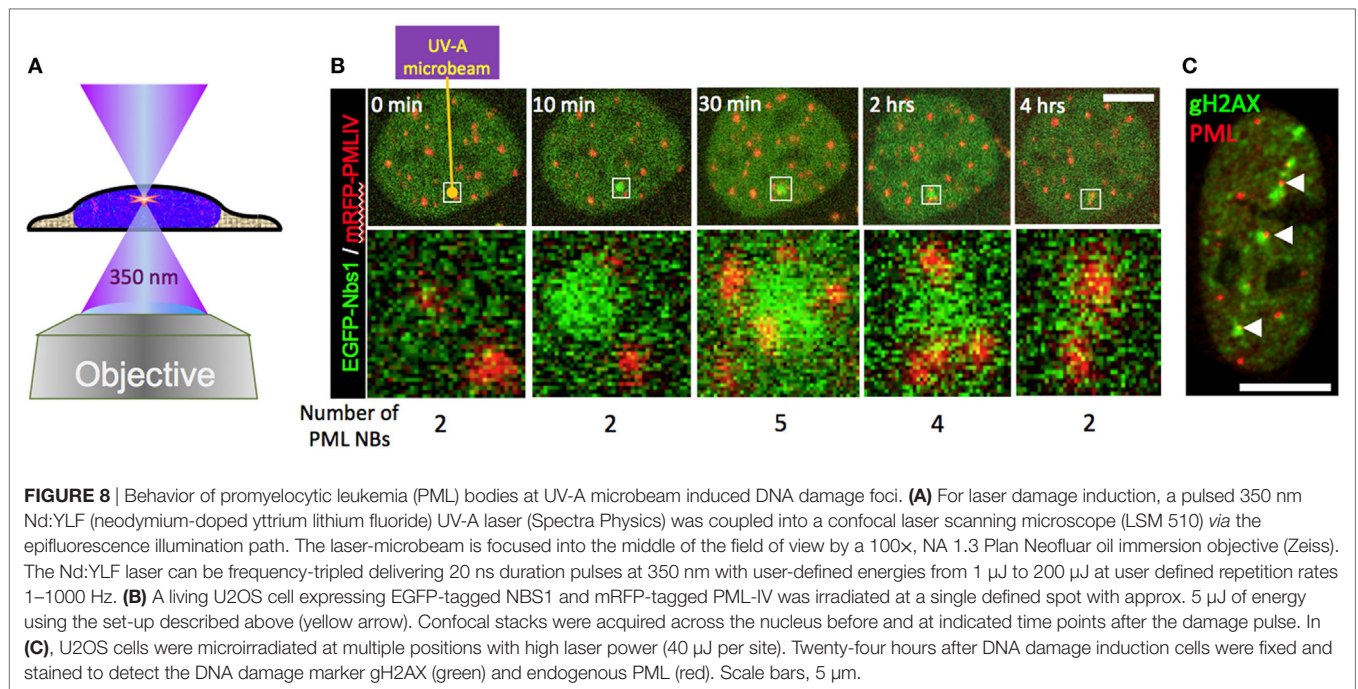 A
350 nm
Objective
B
UV-A
microbeam
EGFP-Nbs1 / mRFP-PMLIV
0 min
10 min
30 min
2 hrs
4 hrs
Number of
PML NBs
2
2
5
4
2
C
gH2AX
PML
FIGURE 8 | Behavior of promyelocytic leukemia (PML) bodies at UV-A microbeam induced DNA damage foci. (A) For laser damage induction, a pulsed 350 nm
Nd:YLF (neodymium-doped yttrium lithium fluoride) UV-A laser (Spectra Physics) was coupled into a confocal laser scanning microscope (LSM 510) via the
epifluorescence illumination path. The laser-microbeam is focused into the middle of the field of view by a 100×, NA 1.3 Plan Neofluar oil immersion objective (Zeiss).
The Nd:YLF laser can be frequency-tripled delivering 20 ns duration pulses at 350 nm with user-defined energies from 1 µJ to 200 µJ at user defined repetition rates
1–1000 Hz. (B) A living U2OS cell expressing EGFP-tagged NBS1 and mRFP-tagged PML-IV was irradiated at a single defined spot with approx. 5 µJ of energy
using the set-up described above (yellow arrow). Confocal stacks were acquired across the nucleus before and at indicated time points after the damage pulse. In
(C), U2OS cells were microirradiated at multiple positions with high laser power (40 µJ per site). Twenty-four hours after DNA damage induction cells were fixed and
stained to detect the DNA damage marker gH2AX (green) and endogenous PML (red). Scale bars, 5 µm.